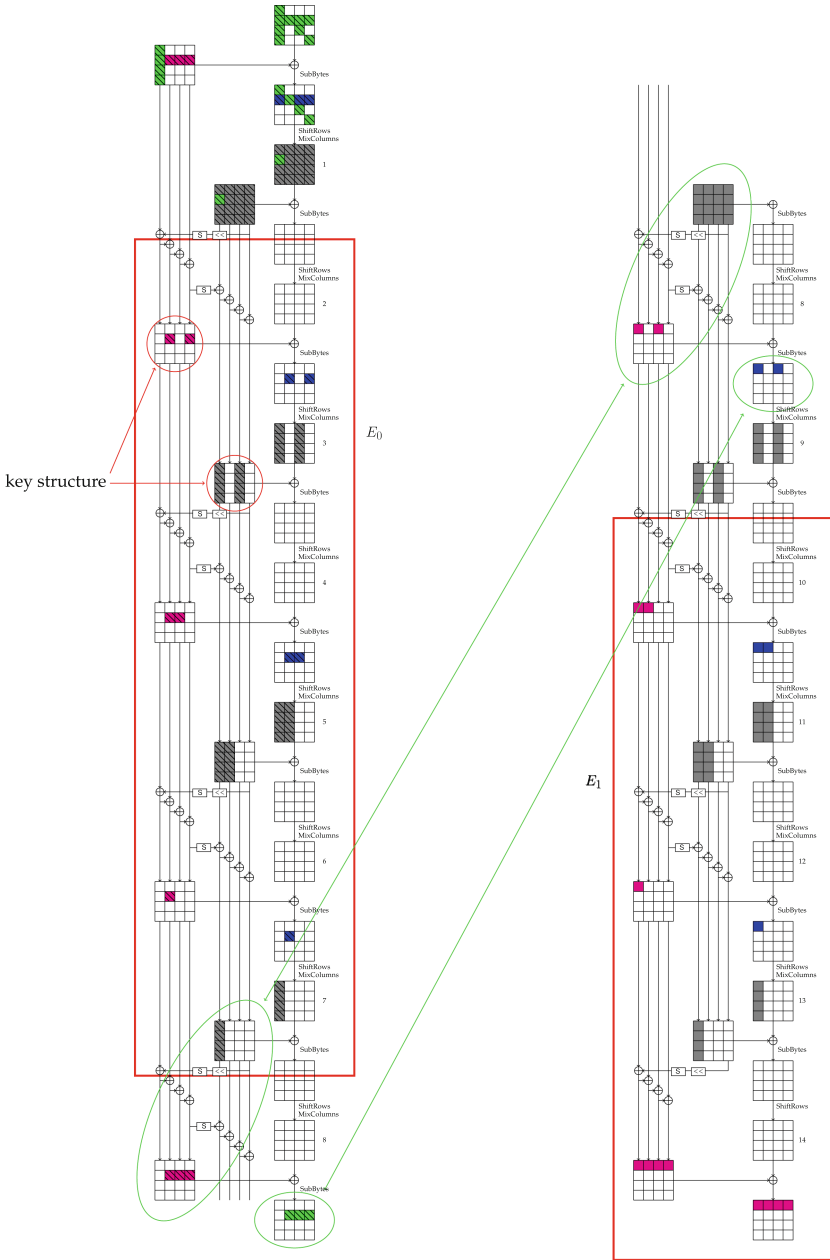 SubBytes
ShiftRows
MixColumns
1
SubBytes
S
<<
ShiftRows
MixColumns
2
S
SubBytes
ShiftRows
MixColumns
3
E₀
key structure
SubBytes
S
<<
ShiftRows
MixColumns
4
S
SubBytes
ShiftRows
MixColumns
5
SubBytes
S
<<
ShiftRows
MixColumns
6
S
SubBytes
ShiftRows
MixColumns
7
SubBytes
S
<<
ShiftRows
MixColumns
8
S
SubBytes
SubBytes
S
<<
ShiftRows
MixColumns
8
S
SubBytes
ShiftRows
MixColumns
9
SubBytes
S
<<
ShiftRows
MixColumns
10
S
SubBytes
ShiftRows
MixColumns
11
SubBytes
E₁
S
<<
ShiftRows
MixColumns
12
S
SubBytes
ShiftRows
MixColumns
13
SubBytes
S
<<
ShiftRows
14